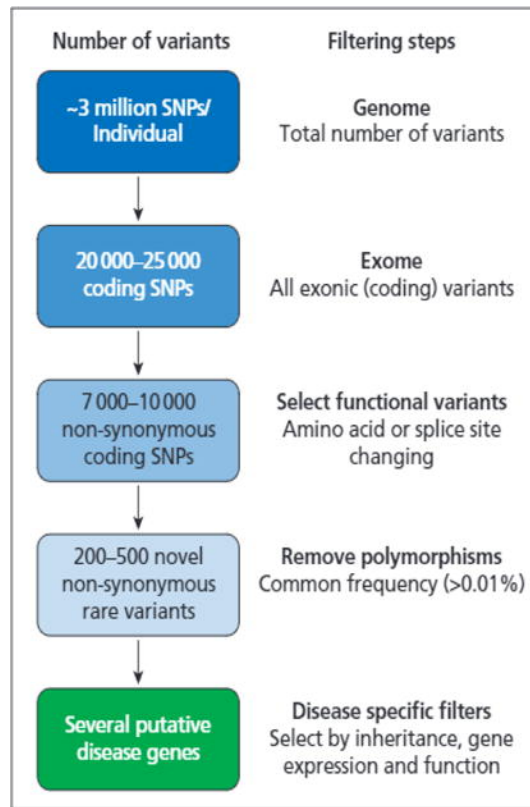 Number of variants
Filtering steps
~3 million SNPs/
Individual
Genome
Total number of variants
20 000–25 000
coding SNPs
Exome
All exonic (coding) variants
7 000–10 000
non-synonymous
coding SNPs
Select functional variants
Amino acid or splice site
changing
200–500 novel
non-synonymous
rare variants
Remove polymorphisms
Common frequency (>0.01%)
Several putative
disease genes
Disease specific filters
Select by inheritance, gene
expression and function